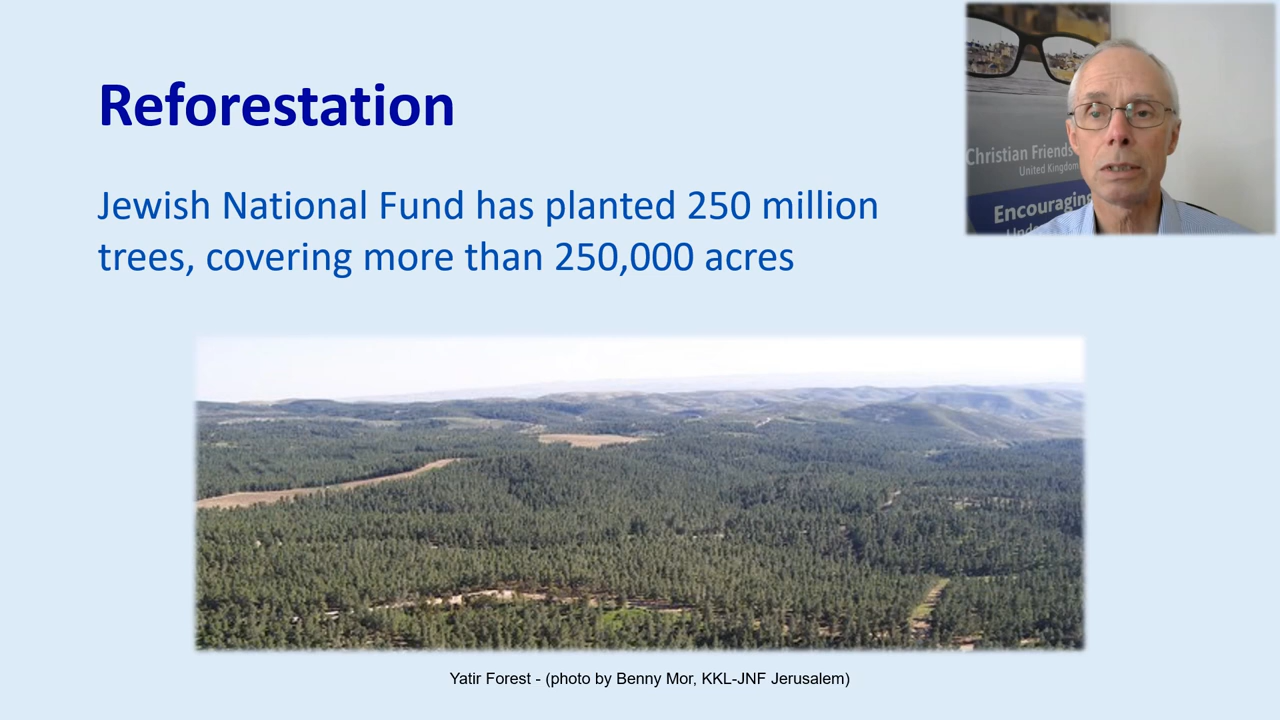 Reforestation
Jewish National Fund has planted 250 million
trees, covering more than 250,000 acres
Christian Friends
United Kingdom
Encouraging
Yatir Forest - (photo by Benny Mor, KKL-JNF Jerusalem)